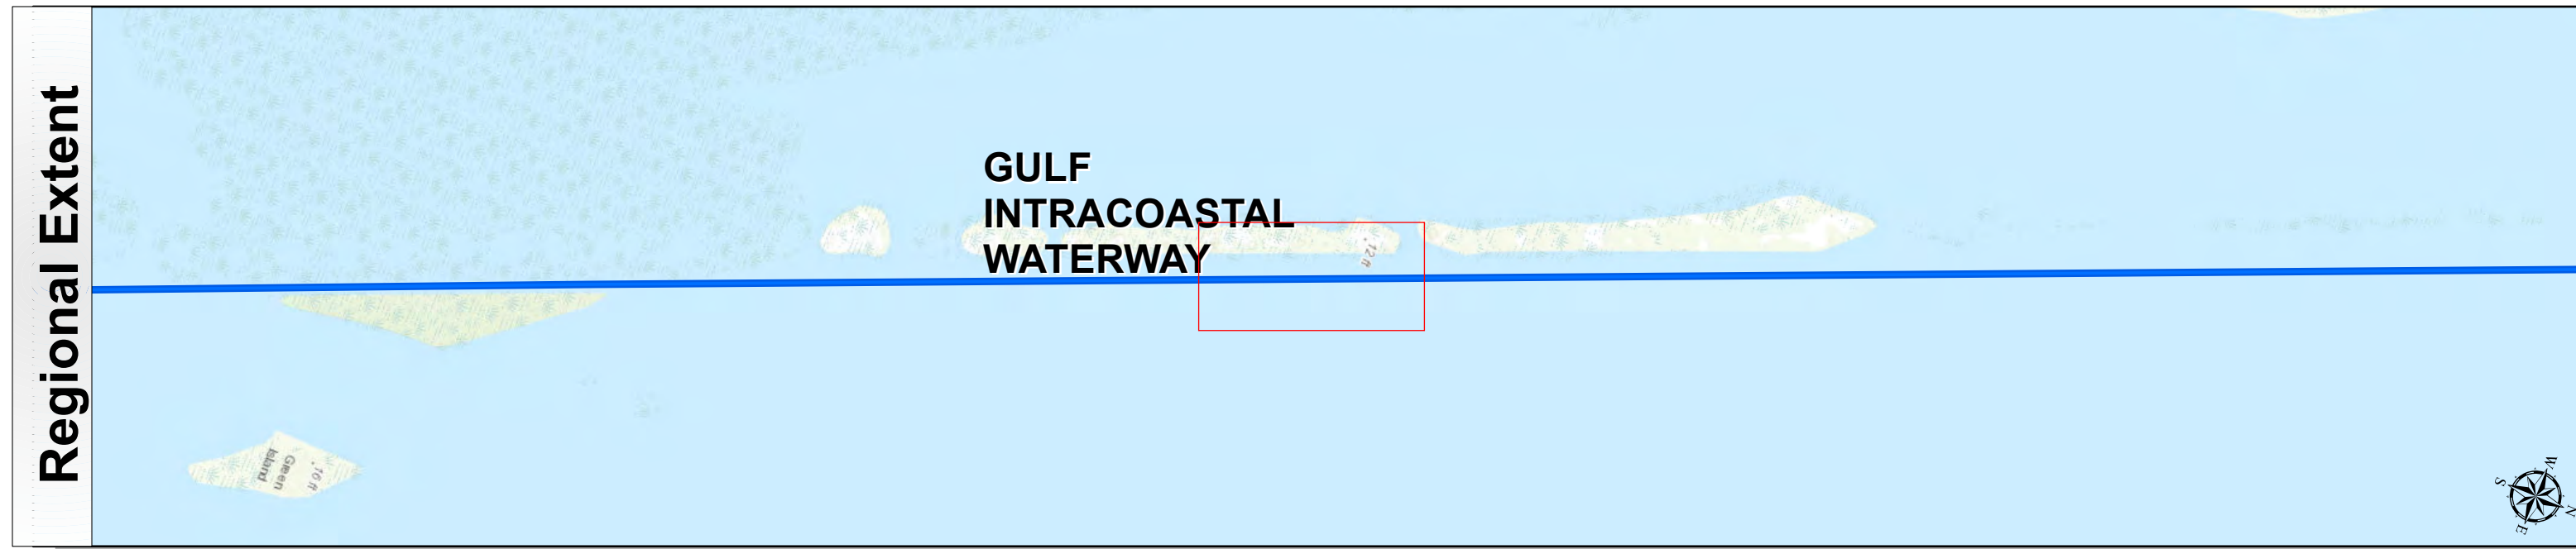 Regional Extent
GULF
INTRACOASTAL
WATERWAY
12 ft
Green
Island
16 ft
W
S
N
E